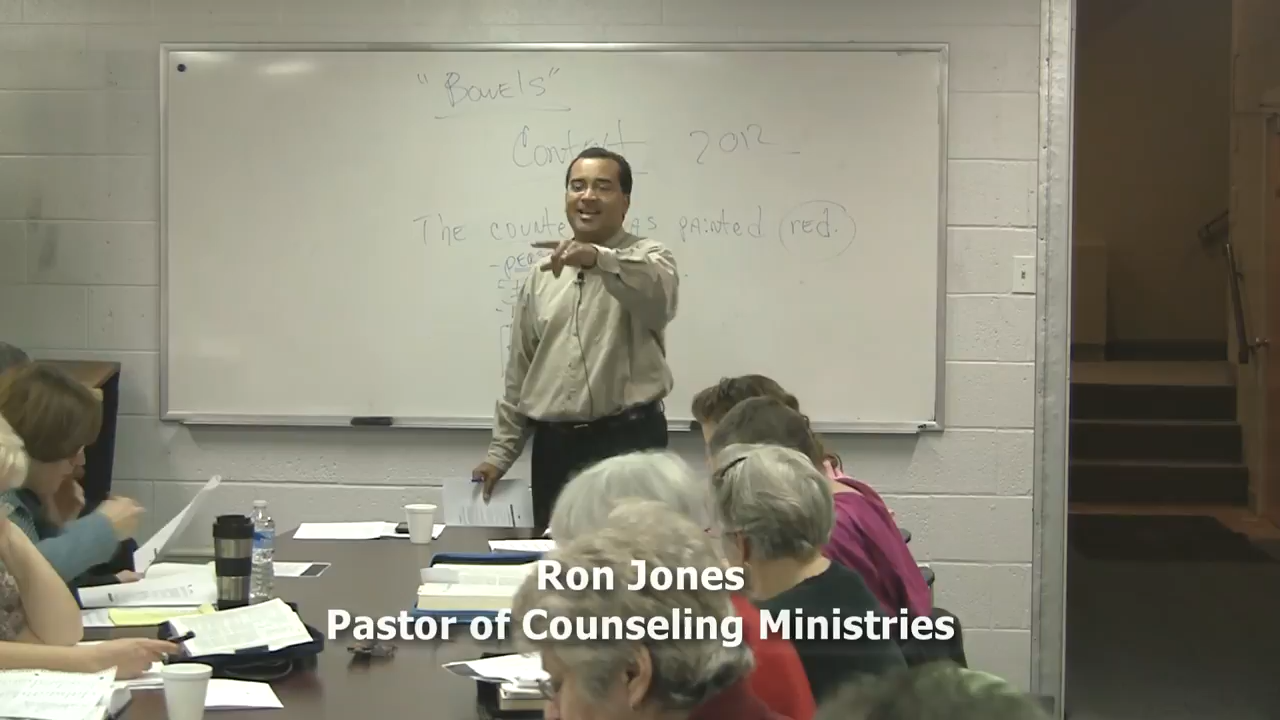 "Bowels"
Context 2012
The counte as painted red.
Ron Jones
Pastor of Counseling Ministries